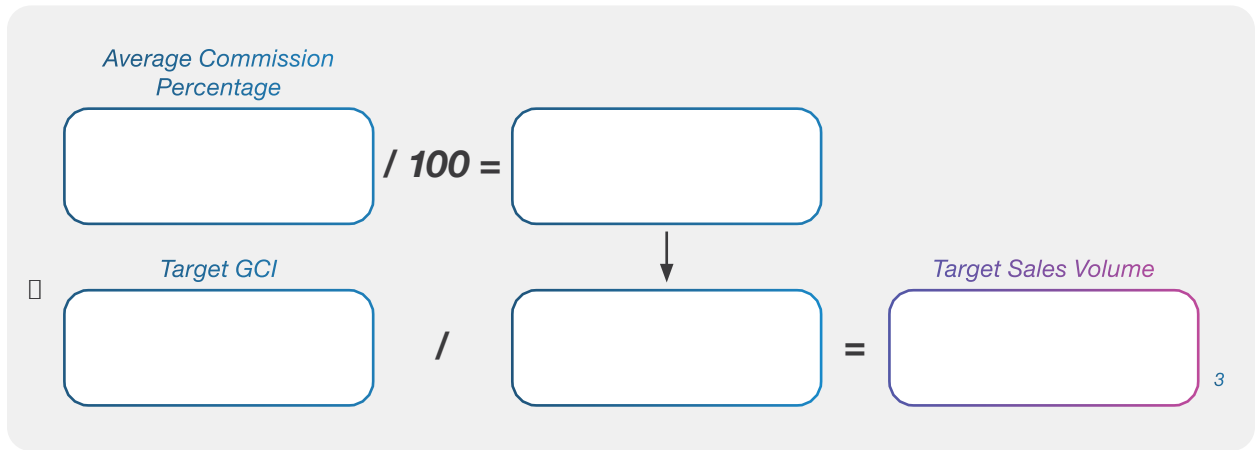 Average Commission
Percentage
/ 100 =
Target GCI
Target Sales Volume
/
=
3